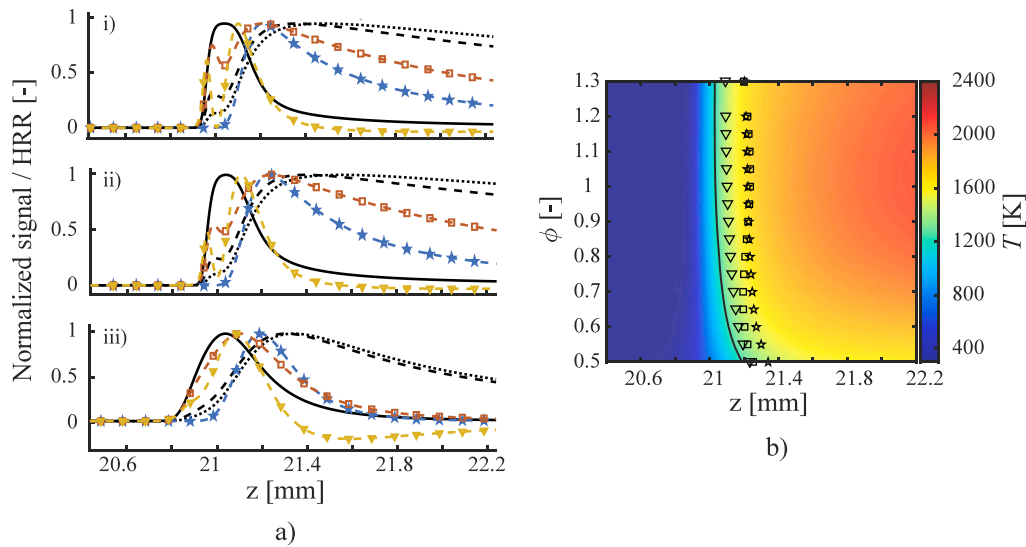 Normalized signal / HRR [-]
i)
1
0.5
0
ii)
1
0.5
0
iii)
1
0.5
0
20.6 21 21.4 21.8 22.2
z [mm]
a)
ϕ [-]
1.3
1.2
1.1
1
0.9
0.8
0.7
0.6
0.5
20.6 21 21.4 21.8 22.2
z [mm]
b)
2400
2000
1600
1200
800
400
T [K]